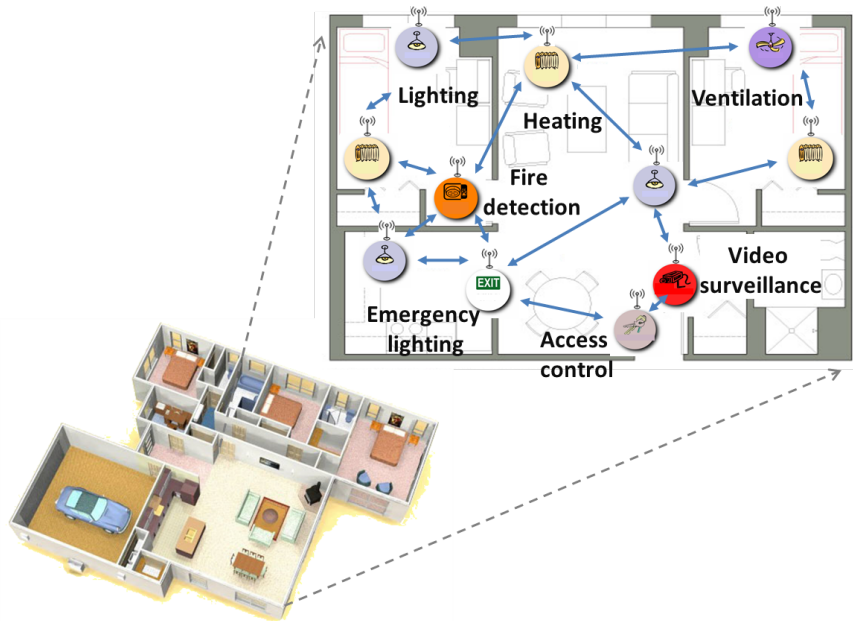 Lighting
Ventilation
Heating
Fire
detection
Video
surveillance
EXIT
Emergency
lighting
Access
control